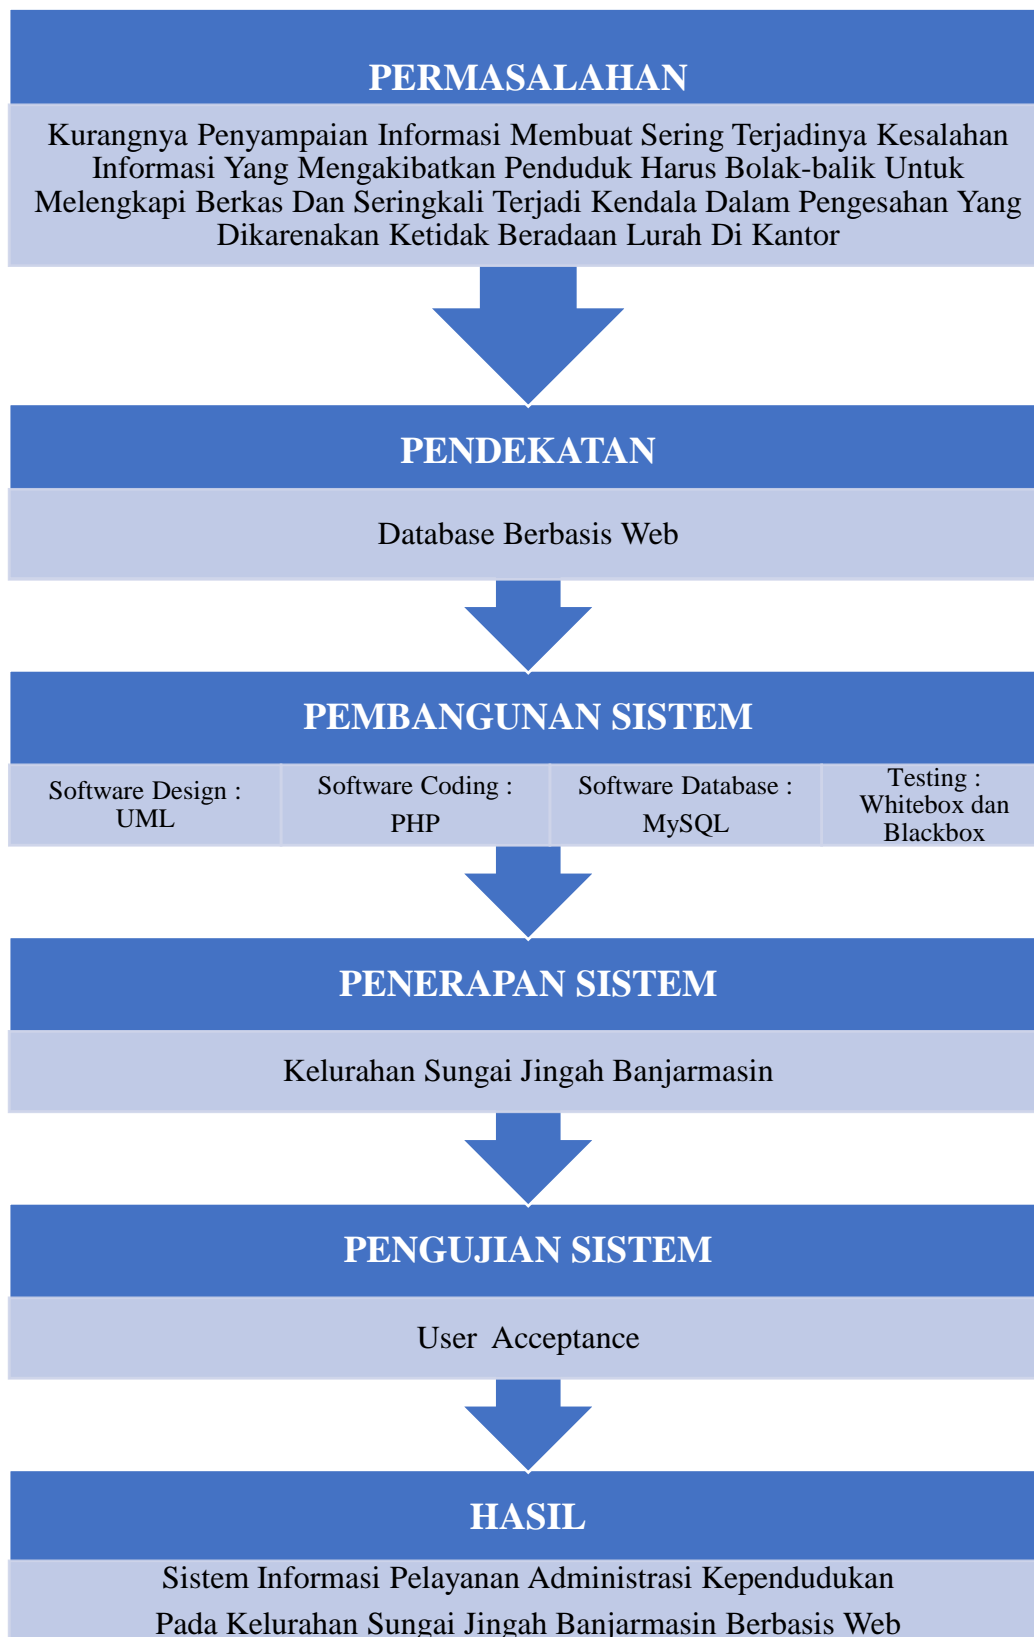 PERMASALAHAN
Kurangnya Penyampaian Informasi Membuat Sering Terjadinya Kesalahan
Informasi Yang Mengakibatkan Penduduk Harus Bolak-balik Untuk
Melengkapi Berkas Dan Seringkali Terjadi Kendala Dalam Pengesahan Yang
Dikarenakan Ketidak Beradaan Lurah Di Kantor
PENDEKATAN
Database Berbasis Web
PEMBANGUNAN SISTEM
Software Design :
UML
Software Coding :
PHP
Software Database :
MySQL
Testing :
Whitebox dan
Blackbox
PENERAPAN SISTEM
Kelurahan Sungai Jingah Banjarmasin
PENGUJIAN SISTEM
User Acceptance
HASIL
Sistem Informasi Pelayanan Administrasi Kependudukan
Pada Kelurahan Sungai Jingah Banjarmasin Berbasis Web